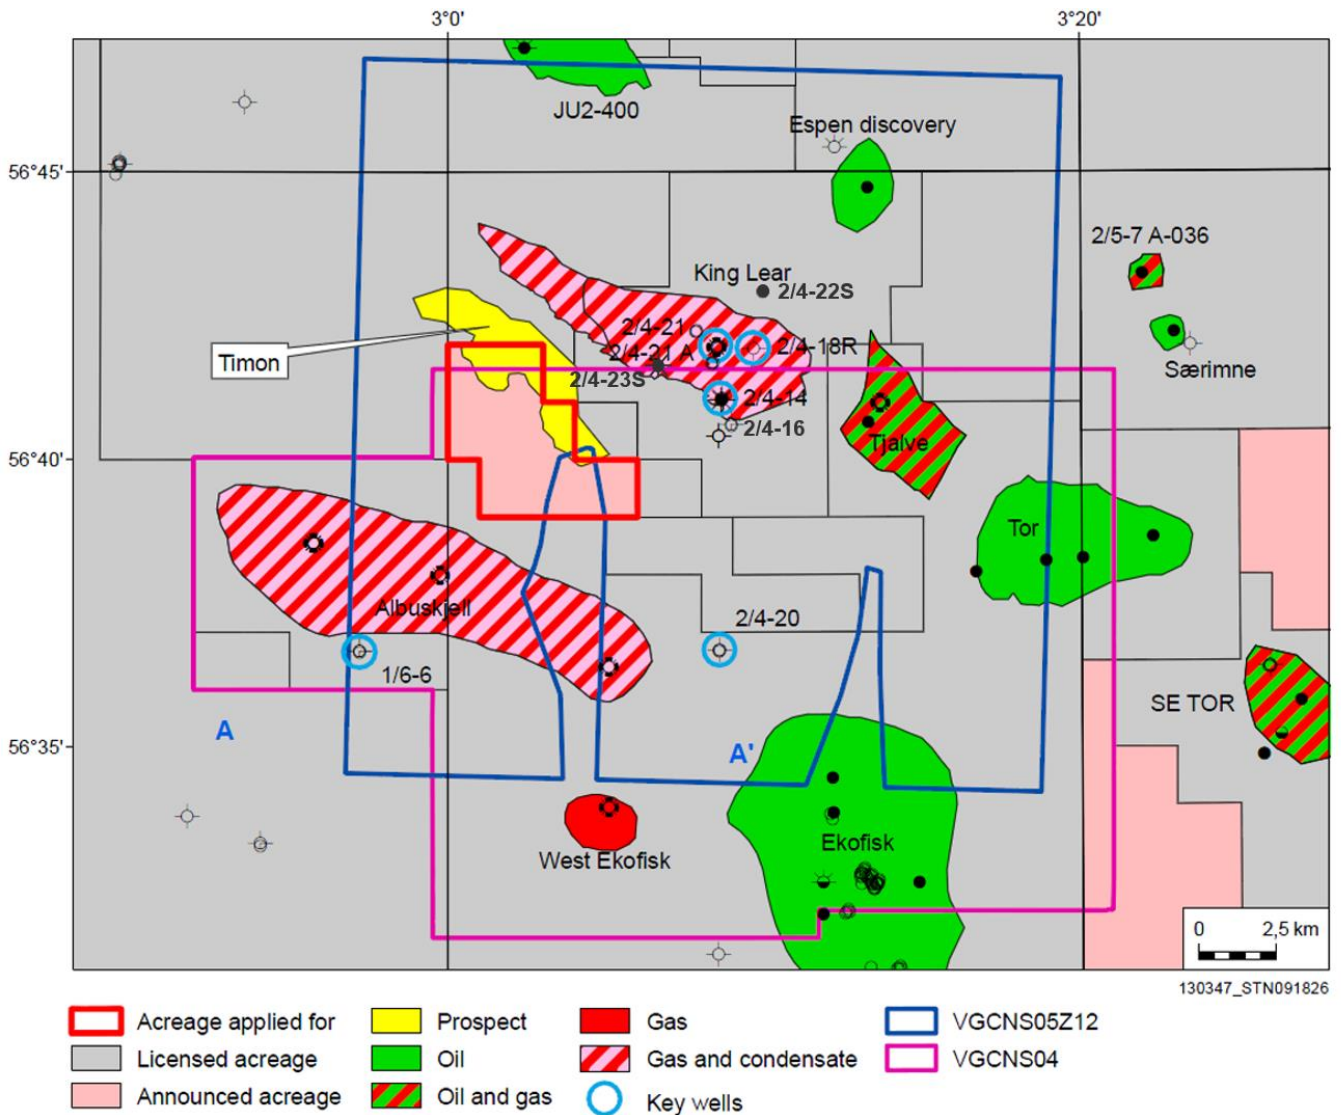 3°0'
3°20'
JU2-400
Espen discovery
56°45'
2/5-7 A-036
King Lear
2/4-22S
2/4-21
2/4-18R
2/4-21 A
Timon
2/4-23S
Særimne
2/4-14
2/4-16
Tjalve
56°40'
Tor
Albuskjell
2/4-20
1/6-6
SE TOR
A
A'
56°35'
Ekofisk
West Ekofisk
0 2,5 km
130347_STN091826
Acreage applied for
Prospect
Gas
VGCNS05Z12
Licensed acreage
Oil
Gas and condensate
VGCNS04
Announced acreage
Oil and gas
Key wells